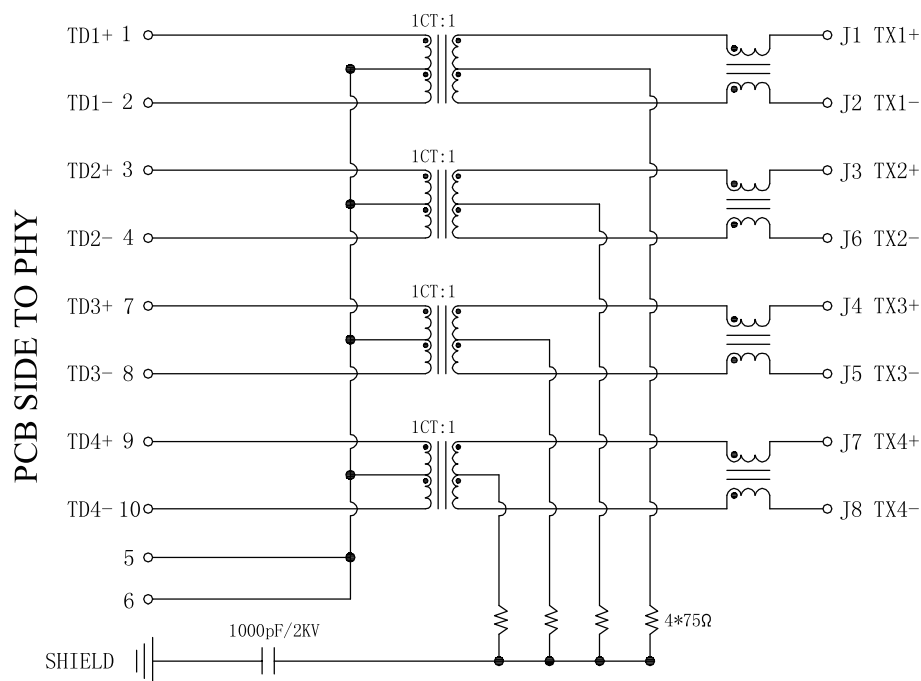 1CT:1
TD1+ 1
J1 TX1+
TD1- 2
J2 TX1-
1CT:1
TD2+ 3
J3 TX2+
TD2- 4
J6 TX2-
1CT:1
TD3+ 7
J4 TX3+
TD3- 8
J5 TX3-
1CT:1
TD4+ 9
J7 TX4+
TD4- 10
J8 TX4-
5
6
4*75Ω
1000pF/2KV
SHIELD
PCB SIDE TO PHY